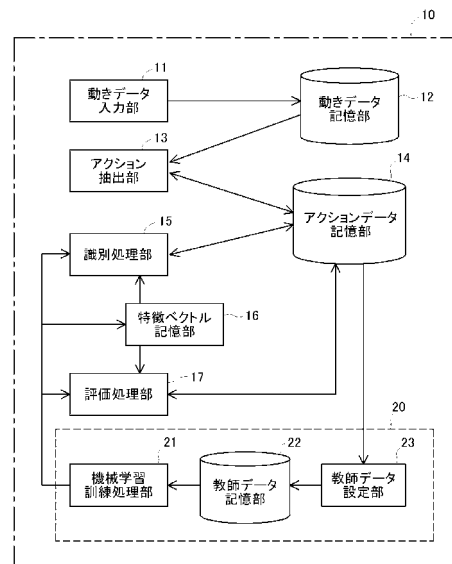 10
11
動きデータ
入力部
動きデータ
記憶部
12
13
アクション
抽出部
14
アクションデータ
記憶部
15
識別処理部
特徴ベクトル
記憶部
16
17
評価処理部
20
21
機械学習
訓練処理部
22
教師データ
記憶部
23
教師データ
設定部